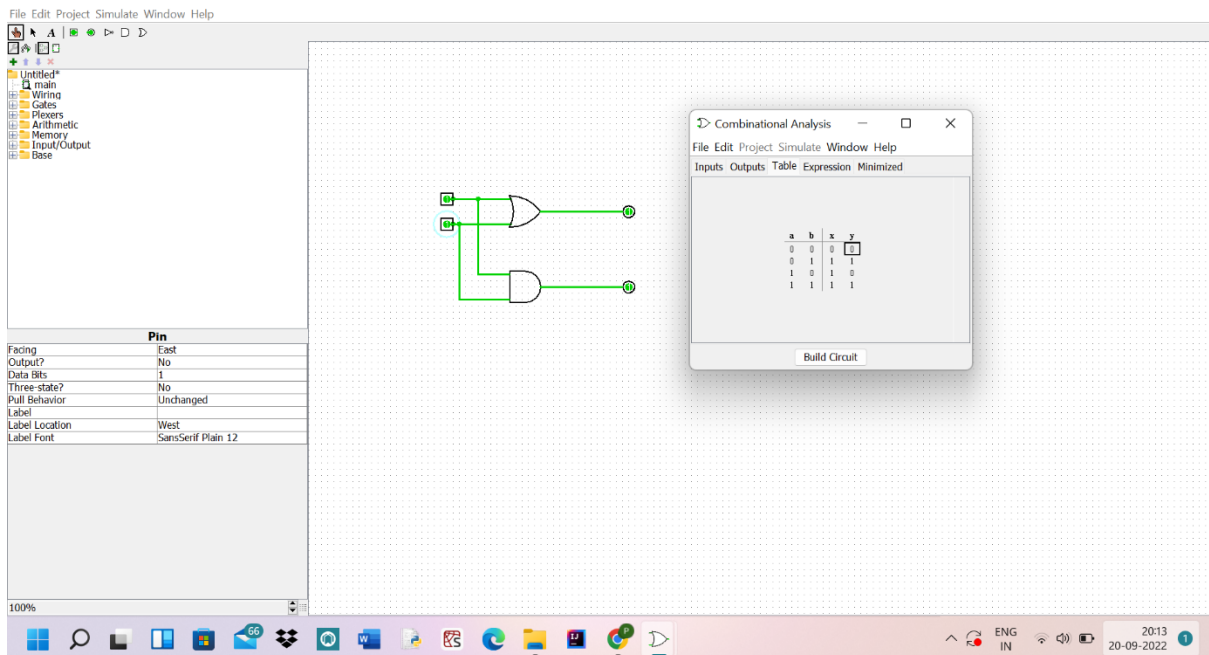 File Edit Project Simulate Window Help
A
Untitled*
main
Wiring
Gates
Plexers
Arithmetic
Memory
Input/Output
Base
Pin
Facing East
Output? No
Data Bits 1
Three-state? No
Pull Behavior Unchanged
Label
Label Location West
Label Font SansSerif Plain 12
100%
Combinational Analysis
File Edit Project Simulate Window Help
Inputs Outputs Table Expression Minimized
a b x y
0 0 0 0
0 1 1 1
1 0 1 0
1 1 1 1
Build Circuit
66
W
P
ENG
IN
20:13
20-09-2022
1